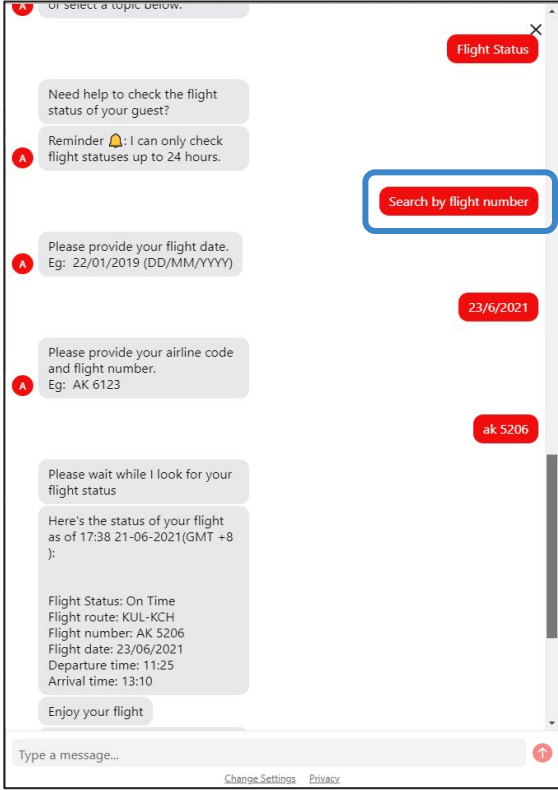 or select a topic below.
Flight Status
Need help to check the flight
status of your guest?
Reminder 🔔: I can only check
A flight statuses up to 24 hours.
Search by flight number
Please provide your flight date.
A Eg: 22/01/2019 (DD/MM/YYYY)
23/6/2021
Please provide your airline code
and flight number.
A Eg: AK 6123
ak 5206
Please wait while I look for your
flight status
Here's the status of your flight
as of 17:38 21-06-2021(GMT +8
):
Flight Status: On Time
Flight route: KUL-KCH
Flight number: AK 5206
Flight date: 23/06/2021
Departure time: 11:25
Arrival time: 13:10
Enjoy your flight
Type a message...
Change Settings Privacy